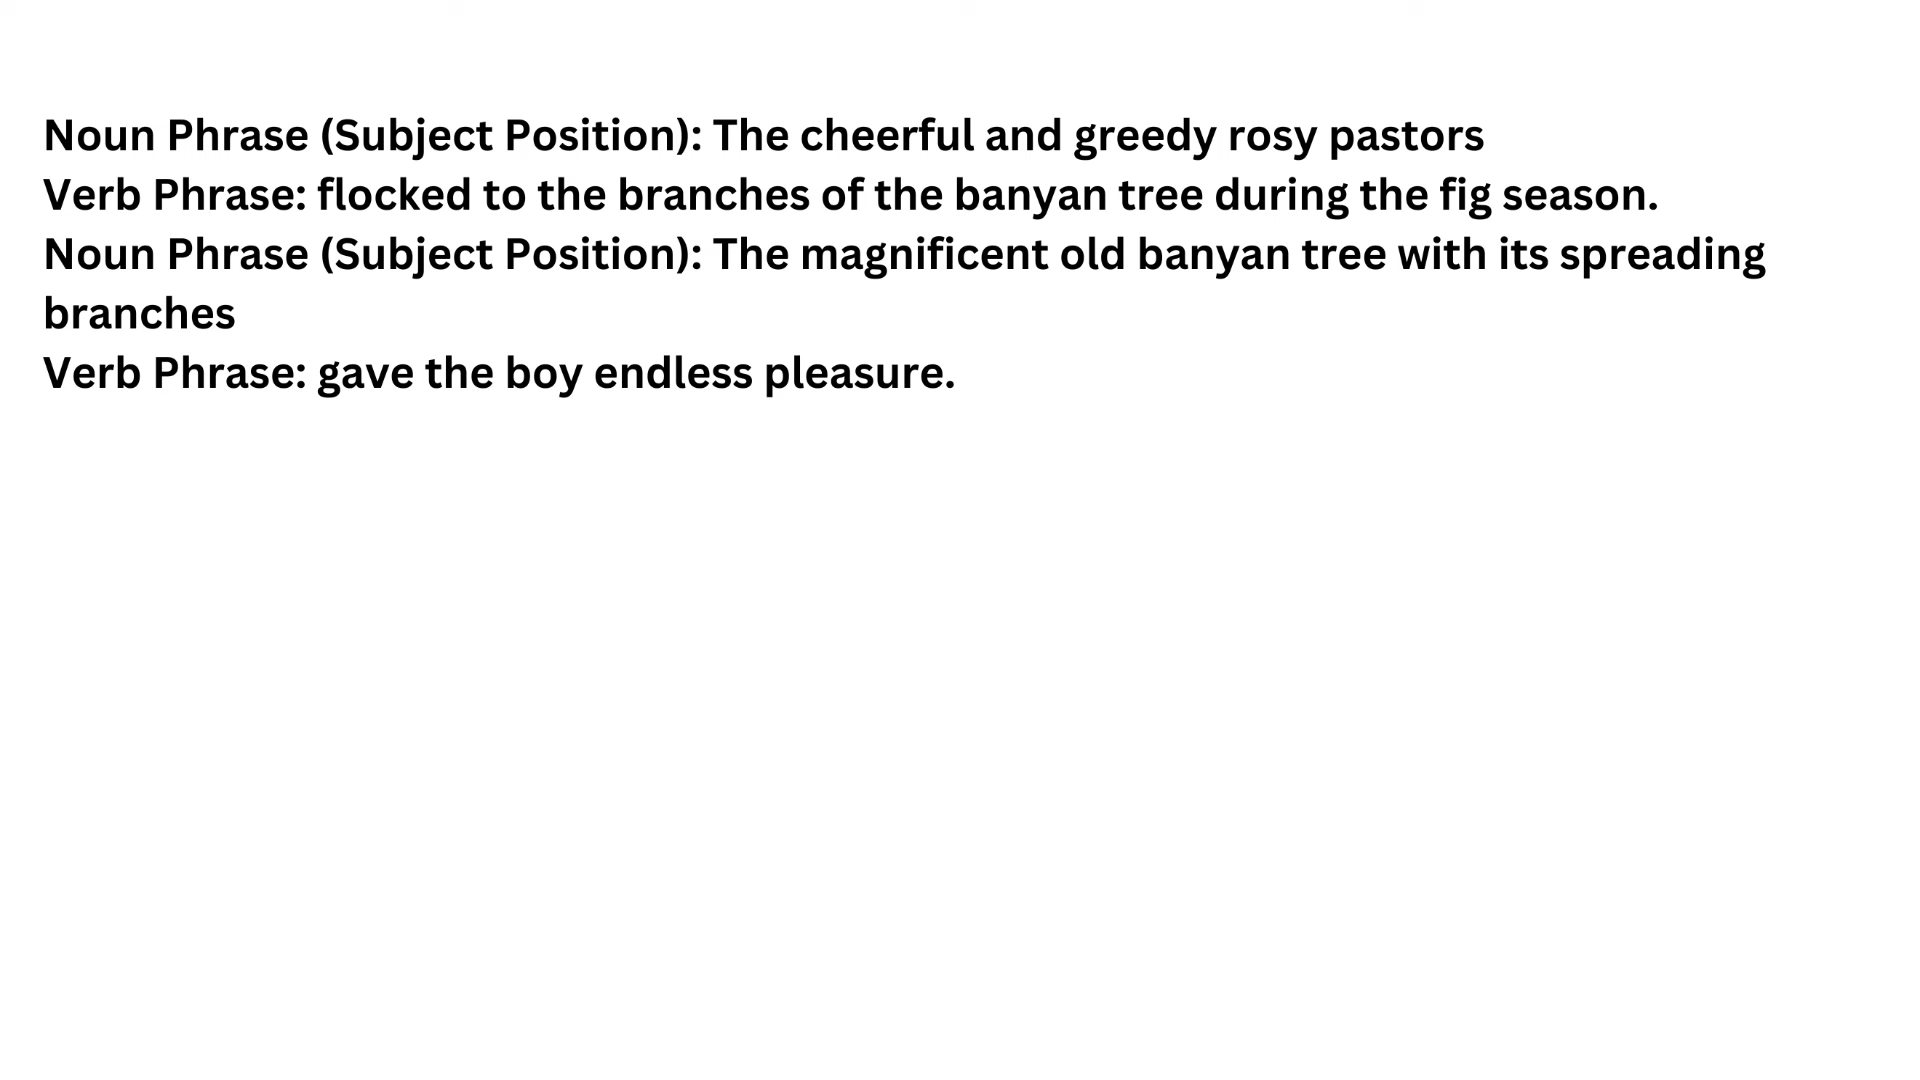 Noun Phrase (Subject Position): The cheerful and greedy rosy pastors
Verb Phrase: flocked to the branches of the banyan tree during the fig season.
Noun Phrase (Subject Position): The magnificent old banyan tree with its spreading
branches
Verb Phrase: gave the boy endless pleasure.